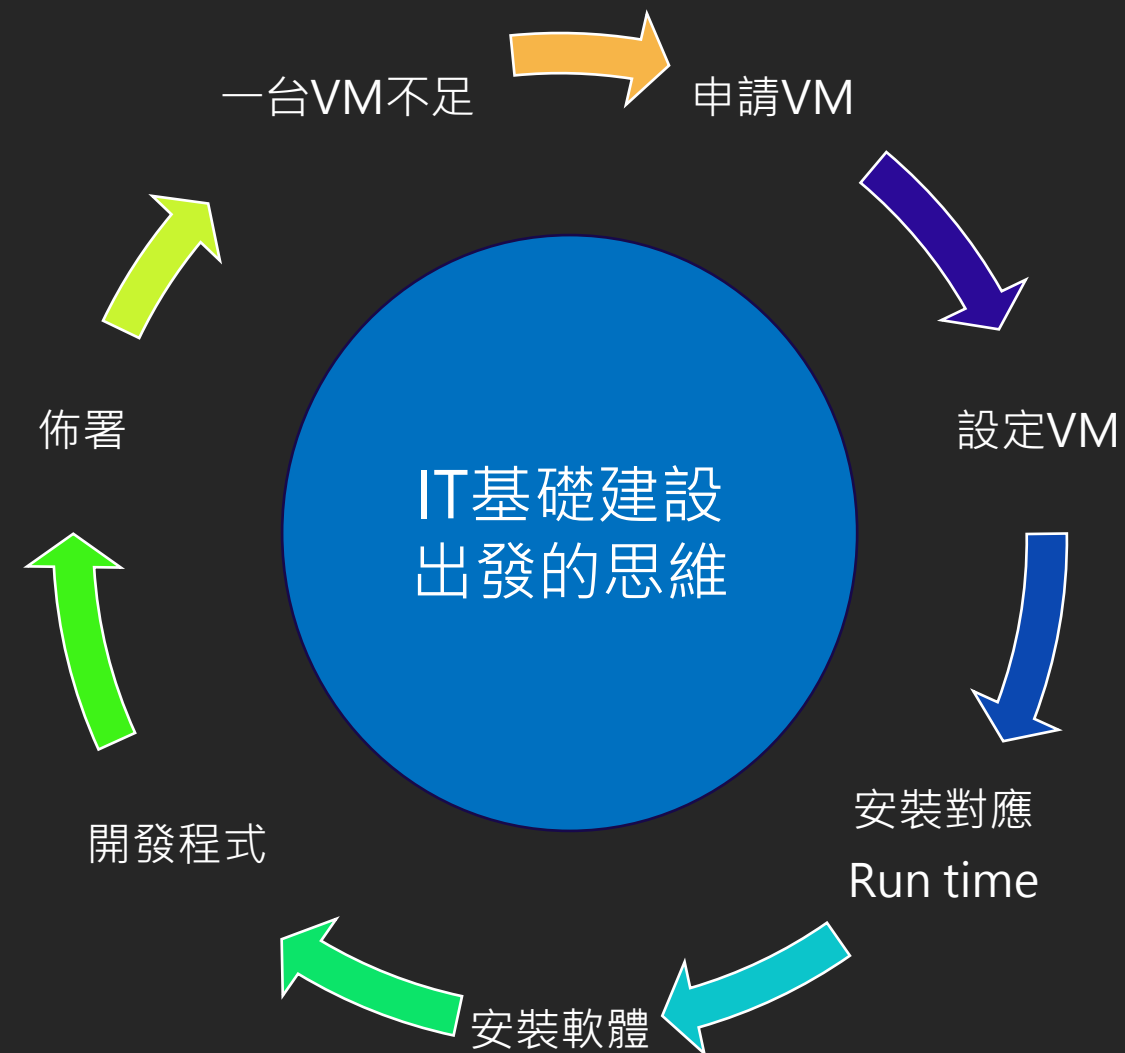 一台VM不足
申請VM
設定VM
安裝對應
Run time
安裝軟體
開發程式
佈署
IT基礎建設
出發的思維